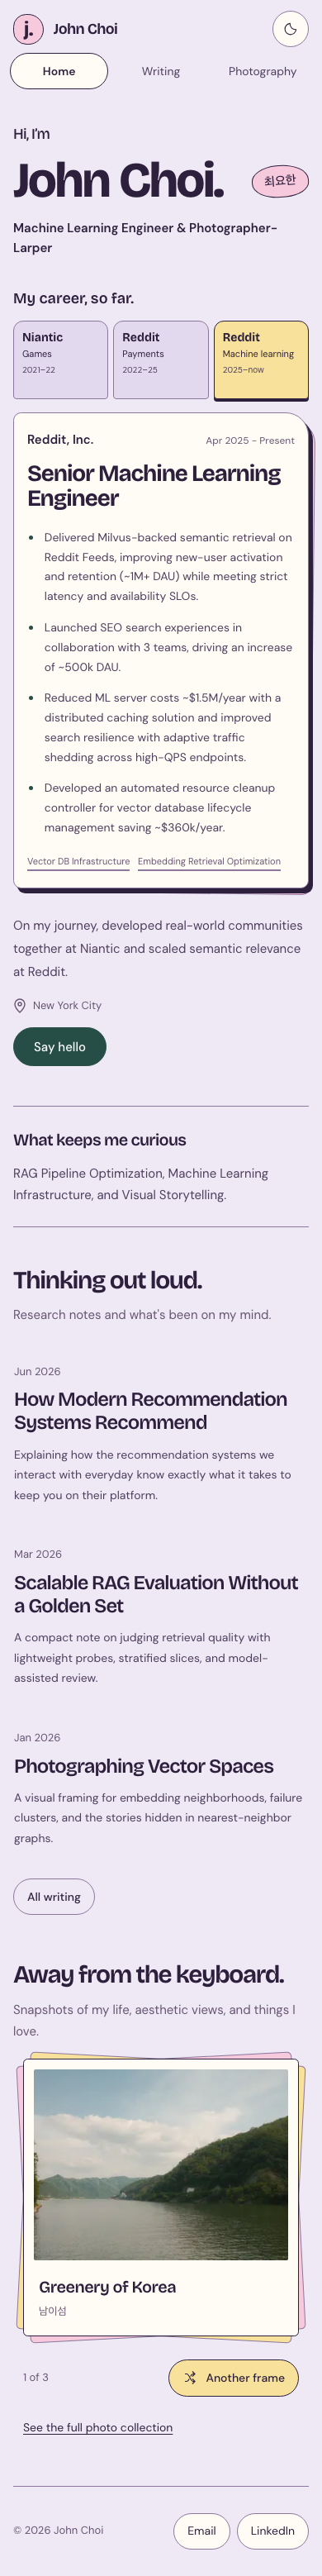 j.
John Choi
Home
Writing
Photography
Hi, I'm
John Choi.
최요한
Machine Learning Engineer & Photographer-
Larper
My career, so far.
Niantic
Games
2021–22
Reddit
Payments
2022–25
Reddit
Machine learning
2025–now
Reddit, Inc.
Apr 2025 - Present
Senior Machine Learning
Engineer
Delivered Milvus-backed semantic retrieval on
Reddit Feeds, improving new-user activation
and retention (~1M+ DAU) while meeting strict
latency and availability SLOs.
Launched SEO search experiences in
collaboration with 3 teams, driving an increase
of ~500k DAU.
Reduced ML server costs ~$1.5M/year with a
distributed caching solution and improved
search resilience with adaptive traffic
shedding across high-QPS endpoints.
Developed an automated resource cleanup
controller for vector database lifecycle
management saving ~$360k/year.
Vector DB Infrastructure
Embedding Retrieval Optimization
On my journey, developed real-world communities
together at Niantic and scaled semantic relevance
at Reddit.
New York City
Say hello
What keeps me curious
RAG Pipeline Optimization, Machine Learning
Infrastructure, and Visual Storytelling.
Thinking out loud.
Research notes and what's been on my mind.
Jun 2026
How Modern Recommendation
Systems Recommend
Explaining how the recommendation systems we
interact with everyday know exactly what it takes to
keep you on their platform.
Mar 2026
Scalable RAG Evaluation Without
a Golden Set
A compact note on judging retrieval quality with
lightweight probes, stratified slices, and model-
assisted review.
Jan 2026
Photographing Vector Spaces
A visual framing for embedding neighborhoods, failure
clusters, and the stories hidden in nearest-neighbor
graphs.
All writing
Away from the keyboard.
Snapshots of my life, aesthetic views, and things I
love.
Greenery of Korea
남이섬
1 of 3
Another frame
See the full photo collection
© 2026 John Choi
Email
LinkedIn